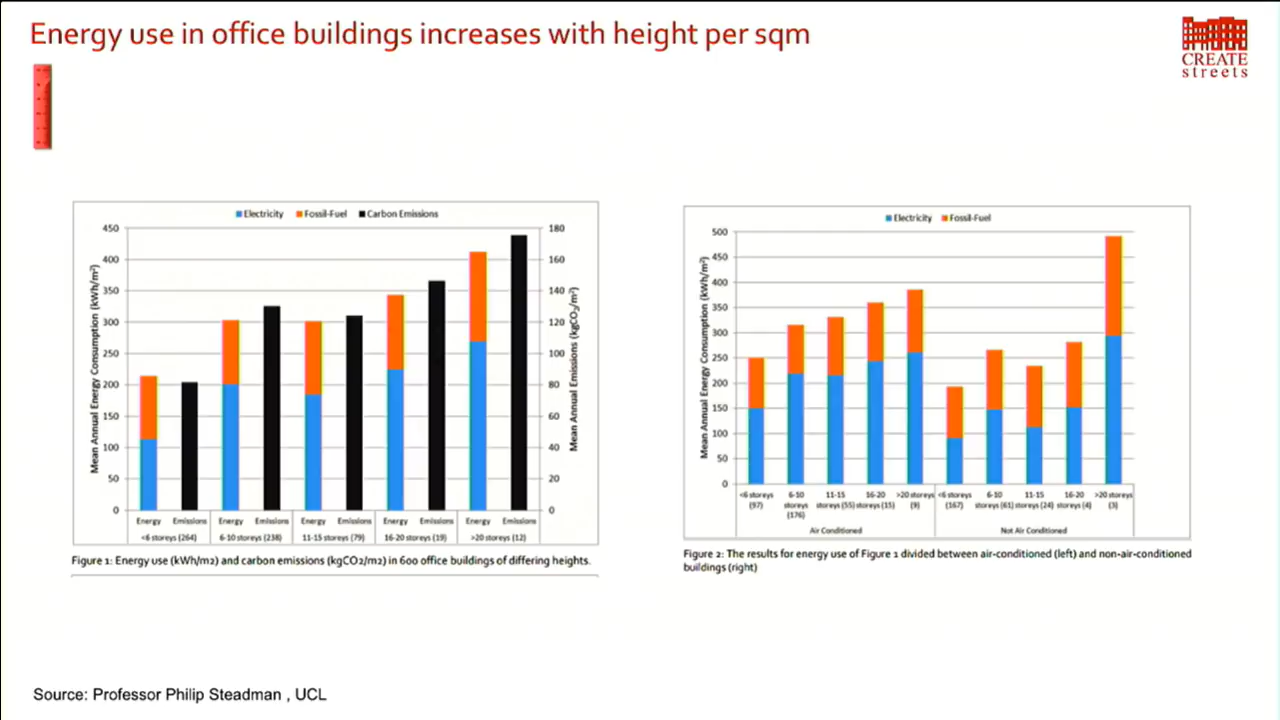 Energy use in office buildings increases with height per sqm
CREATE
streets
Electricity Fossil-Fuel Carbon Emissions
Mean Annual Energy Consumption (kWh/m²)
450
400
350
300
250
200
150
100
50
0
180
160
140
120
100
80
60
40
20
0
Mean Annual Emissions (kgCO₂/m²)
Energy Emissions Energy Emissions Energy Emissions Energy Emissions Energy Emissions
<6 storeys (264) 6-10 storeys (238) 11-15 storeys (79) 16-20 storeys (19) >20 storeys (12)
Figure 1: Energy use (kWh/m2) and carbon emissions (kgCO2/m2) in 600 office buildings of differing heights.
Electricity Fossil-Fuel
Mean Annual Energy Consumption (kWh/m²)
500
450
400
350
300
250
200
150
100
50
0
<6 storeys 6-10 11-15 16-20 >20 storeys <6 storeys 6-10 11-15 16-20 >20 storeys
(97) storeys storeys (55) storeys (15) (9) (167) storeys (61) storeys (24) storeys (4) (3)
(176)
Air Conditioned Not Air Conditioned
Figure 2: The results for energy use of Figure 1 divided between air-conditioned (left) and non-air-conditioned
buildings (right)
Source: Professor Philip Steadman , UCL